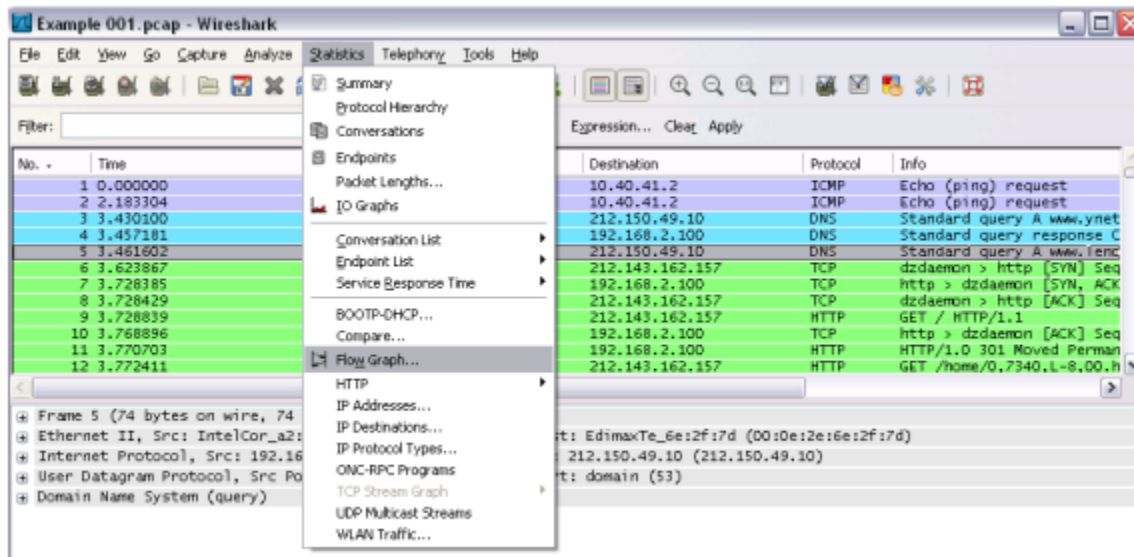 Example 001.pcap - Wireshark
File Edit View Go Capture Analyze Statistics Telephony Tools Help
Summary
Protocol Hierarchy
Conversations
Endpoints
Packet Lengths...
IO Graphs
Conversation List
Endpoint List
Service Response Time
BOOTP-DHCP...
Compare...
Flow Graph...
HTTP
IP Addresses...
IP Destinations...
IP Protocol Types...
ONC-RPC Programs
TCP Stream Graph
UDP Multicast Streams
WLAN Traffic...
Filter: Expression... Clear Apply
No. Time Destination Protocol Info
1 0.000000 10.40.41.2 ICMP Echo (ping) request
2 2.183304 10.40.41.2 ICMP Echo (ping) request
3 3.430100 212.150.49.10 DNS Standard query A www.ynet
4 3.457181 192.168.2.100 DNS Standard query response C
5 3.461602 212.150.49.10 DNS Standard query A
6 3.623867 212.143.162.157 TCP dzdaemon > http [SYN] Seq
7 3.728385 192.168.2.100 TCP http > dzdaemon [SYN, ACK
8 3.728429 212.143.162.157 TCP dzdaemon > http [ACK] Seq
9 3.728839 212.143.162.157 HTTP GET / HTTP/1.1
10 3.768896 192.168.2.100 TCP http > dzdaemon [ACK] Seq
11 3.770703 192.168.2.100 HTTP HTTP/1.0 301 Moved Perman
12 3.772411 212.143.162.157 HTTP GET /home/0,7340,L-8,00.h
Frame 5 (74 bytes on wire, 74
Ethernet II, Src: IntelCor_a2: st: EdimaxTe_6e:2f:7d (00:0e:2e:6e:2f:7d)
Internet Protocol, Src: 192.16 212.150.49.10 (212.150.49.10)
User Datagram Protocol, Src Po t: domain (53)
Domain Name System (query)